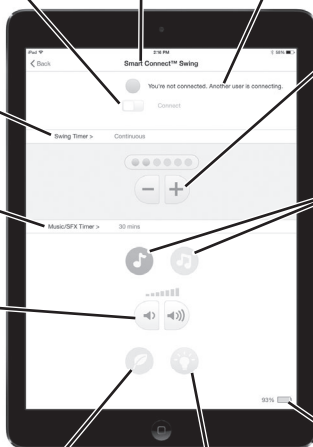 iPad
2:16 PM
98%
< Back
Smart Connect™ Swing
You're not connected. Another user is connecting.
Connect
Swing Timer >
Continuous
Music/SFX Timer >
30 mins
93%